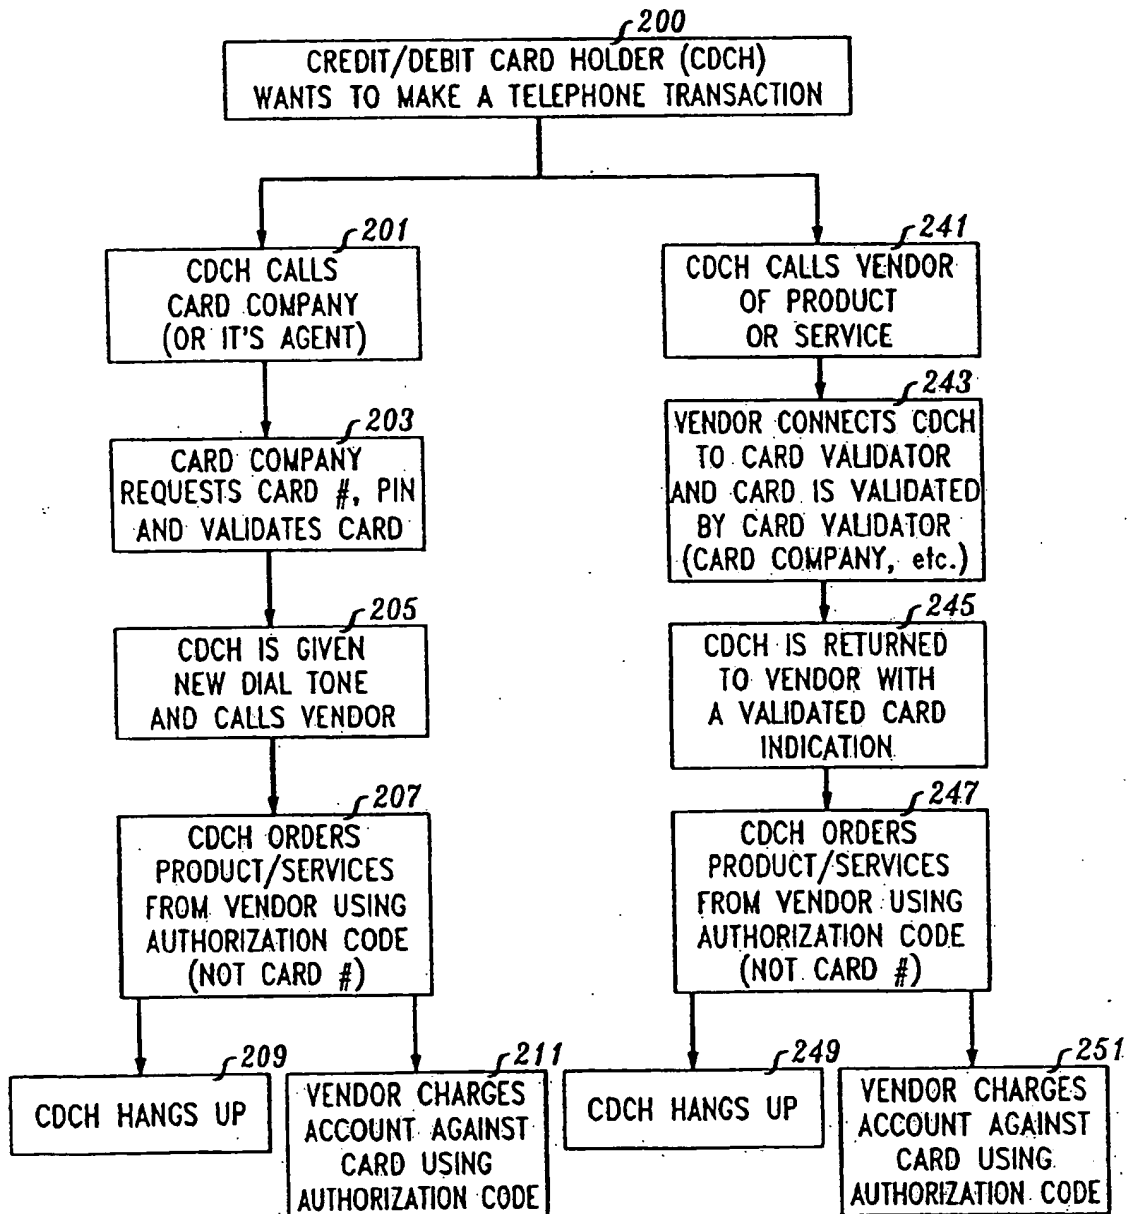 200
CREDIT/DEBIT CARD HOLDER (CDCH)
WANTS TO MAKE A TELEPHONE TRANSACTION
201
CDCH CALLS
CARD COMPANY
(OR IT'S AGENT)
203
CARD COMPANY
REQUESTS CARD #, PIN
AND VALIDATES CARD
205
CDCH IS GIVEN
NEW DIAL TONE
AND CALLS VENDOR
207
CDCH ORDERS
PRODUCT/SERVICES
FROM VENDOR USING
AUTHORIZATION CODE
(NOT CARD #)
209
CDCH HANGS UP
211
VENDOR CHARGES
ACCOUNT AGAINST
CARD USING
AUTHORIZATION CODE
241
CDCH CALLS VENDOR
OF PRODUCT
OR SERVICE
243
VENDOR CONNECTS CDCH
TO CARD VALIDATOR
AND CARD IS VALIDATED
BY CARD VALIDATOR
(CARD COMPANY, etc.)
245
CDCH IS RETURNED
TO VENDOR WITH
A VALIDATED CARD
INDICATION
247
CDCH ORDERS
PRODUCT/SERVICES
FROM VENDOR USING
AUTHORIZATION CODE
(NOT CARD #)
249
CDCH HANGS UP
251
VENDOR CHARGES
ACCOUNT AGAINST
CARD USING
AUTHORIZATION CODE